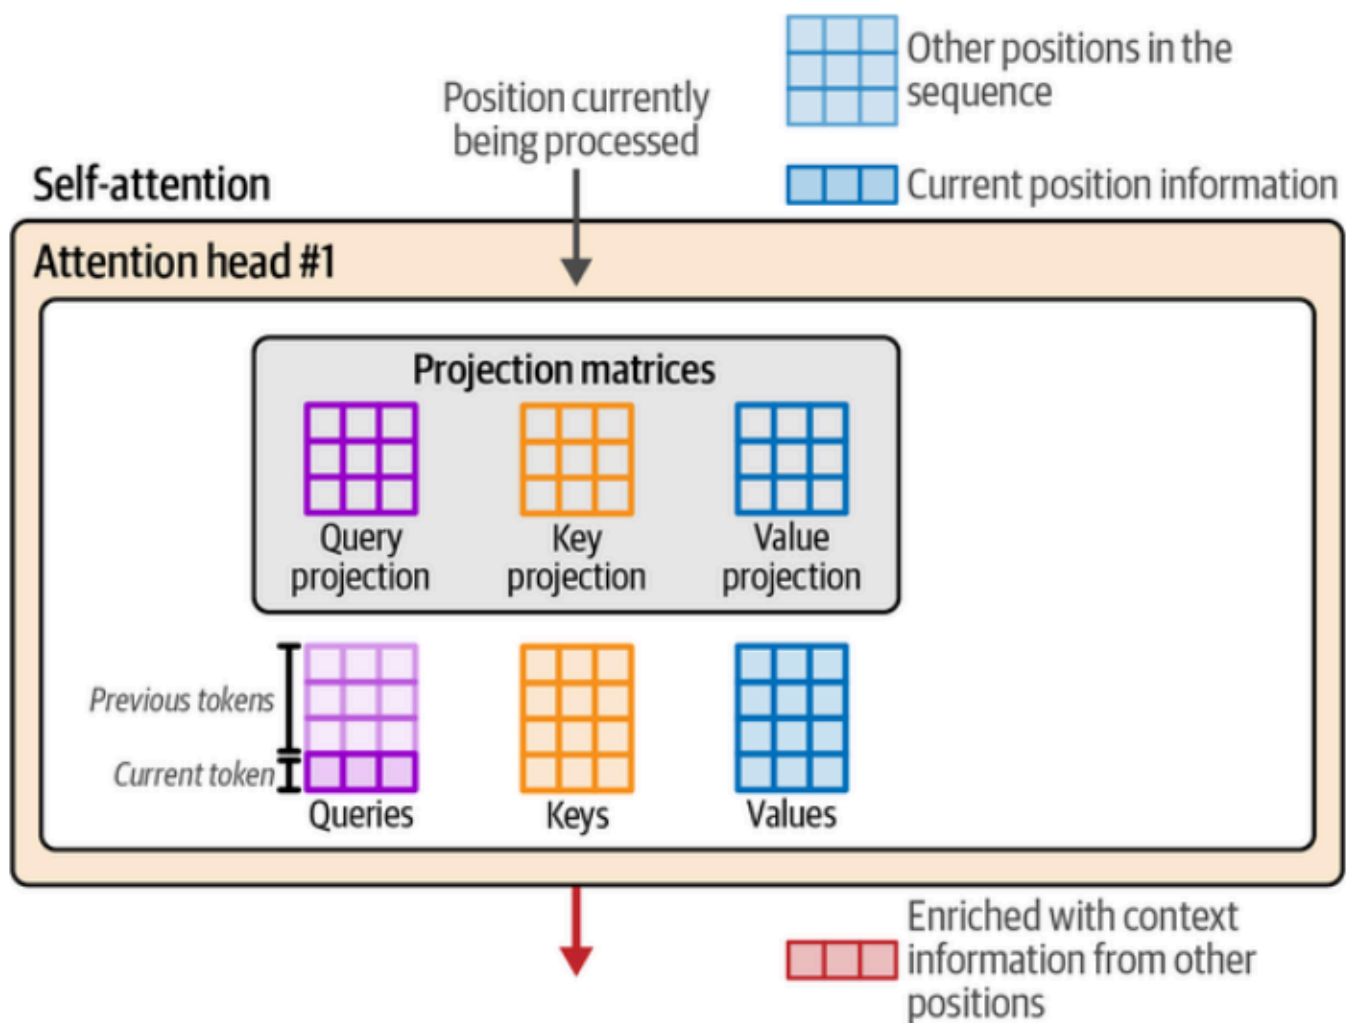 Other positions in the
sequence
Position currently
being processed
Self-attention
Current position information
Attention head #1
Projection matrices
Query
projection
Key
projection
Value
projection
Previous tokens
Current token
Queries
Keys
Values
Enriched with context
information from other
positions